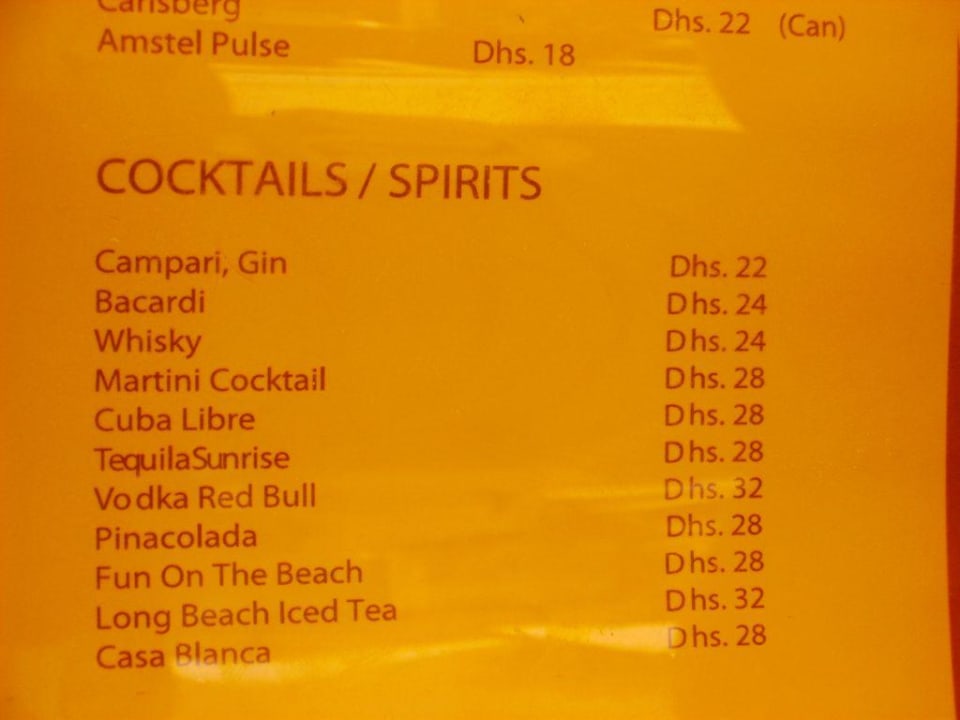 Carlsberg Dhs. 22 (Can)
Amstel Pulse Dhs. 18
COCKTAILS / SPIRITS
Campari, Gin Dhs. 22
Bacardi Dhs. 24
Whisky Dhs. 24
Martini Cocktail Dhs. 28
Cuba Libre Dhs. 28
TequilaSunrise Dhs. 28
Vodka Red Bull Dhs. 32
Pinacolada Dhs. 28
Fun On The Beach Dhs. 28
Long Beach Iced Tea Dhs. 32
Casa Blanca Dhs. 28